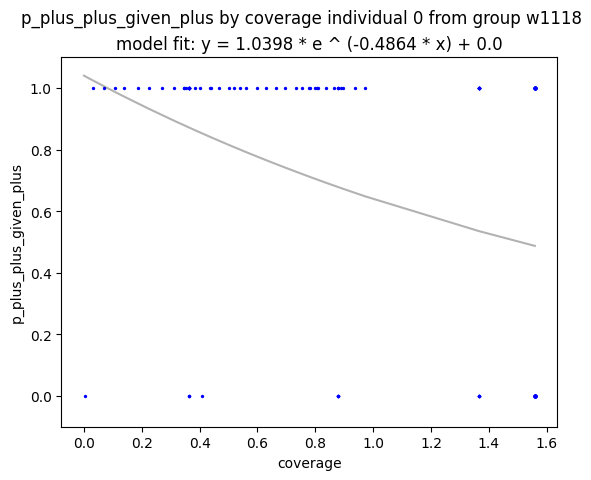 p_plus_plus_given_plus by coverage individual 0 from group w1118
model fit: y = 1.0398 * e ^ (-0.4864 * x) + 0.0
p_plus_plus_given_plus
1.0
0.8
0.6
0.4
0.2
0.0
0.0 0.2 0.4 0.6 0.8 1.0 1.2 1.4 1.6
coverage